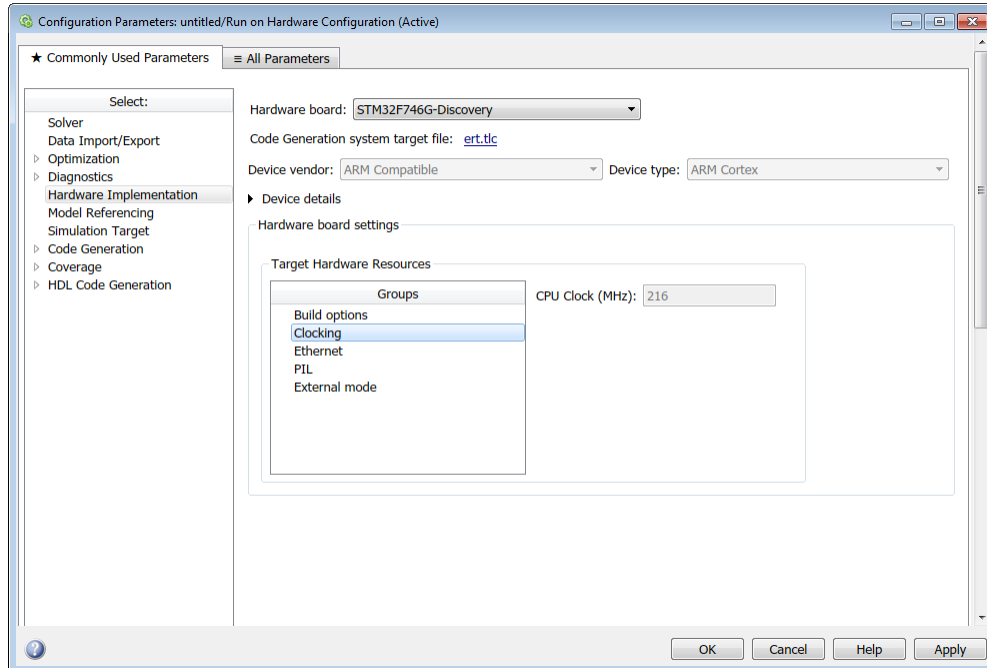 Configuration Parameters: untitled/Run on Hardware Configuration (Active)
★ Commonly Used Parameters
≡ All Parameters
Select:
Solver
Data Import/Export
Optimization
Diagnostics
Hardware Implementation
Model Referencing
Simulation Target
Code Generation
Coverage
HDL Code Generation
Hardware board: STM32F746G-Discovery
Code Generation system target file: ert.tlc
Device vendor: ARM Compatible Device type: ARM Cortex
Device details
Hardware board settings
Target Hardware Resources
Groups
Build options
Clocking
Ethernet
PIL
External mode
CPU Clock (MHz): 216
?
OK Cancel Help Apply